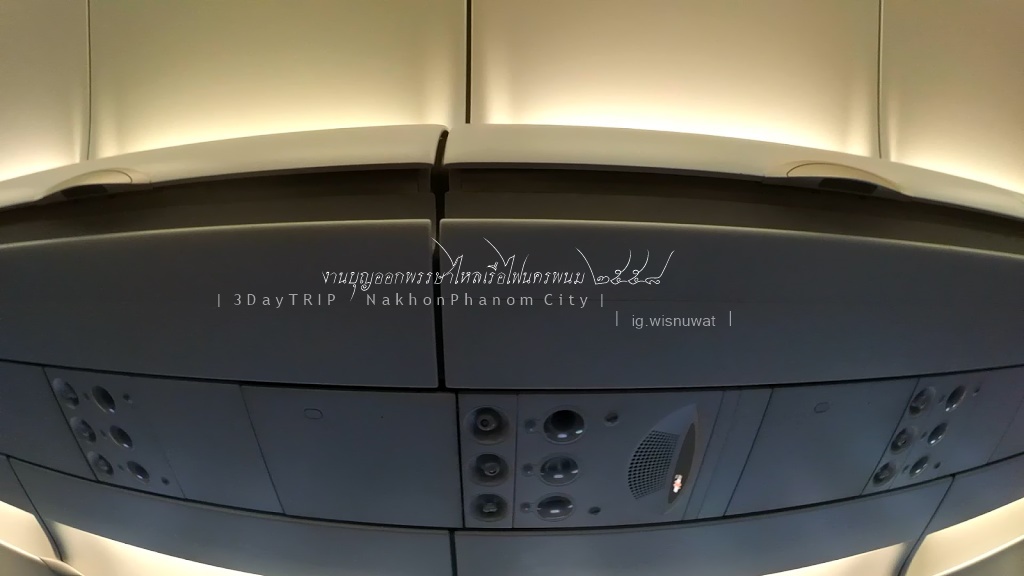 งานบุญออกพรรษาไหลเรือไฟนครพนม ๒๕๕๘
| 3DayTRIP NakhonPhanom City |
| ig.wisnuwat |